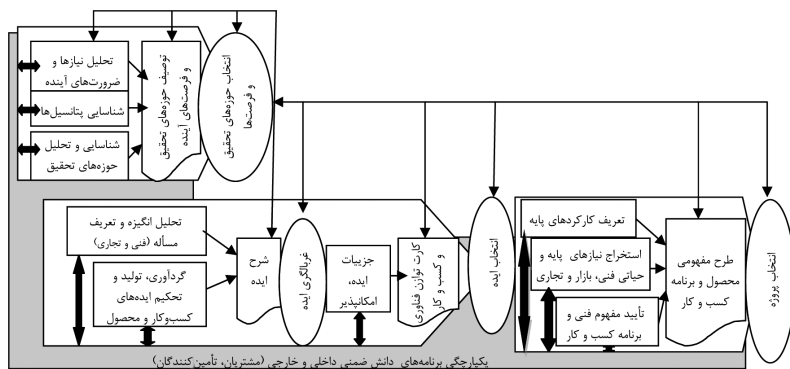 تحلیل نیازها و
ضرورت‌های آینده
شناسایی پتانسیل‌ها
شناسایی و تحلیل
حوزه‌های تحقیق
توصیف حوزه‌های تحقیق
و فرصت‌های
آینده
انتخاب حوزه‌های تحقیق
و فرصت‌ها
تحلیل انگیزه و تعریف
مسأله (فنی و تجاری)
گردآوری، تولید و
تحکیم ایده‌های
کسب‌وکار و محصول
شرح
ایده
غربالگری ایده
جزییات
ایده،
امکانپذیر
کارت توازن فناوری
و کسب و
کار
انتخاب ایده
تعریف کارکردهای پایه
استخراج نیازهای پایه و
حیاتی فنی، بازار و تجاری
تأیید مفهوم فنی و
برنامه کسب و کار
طرح مفهومی
محصول و برنامه
کسب و کار
انتخاب پروژه
یکپارچگی برنامه‌های دانش ضمنی داخلی و خارجی (مشتریان، تأمین‌کنندگان)